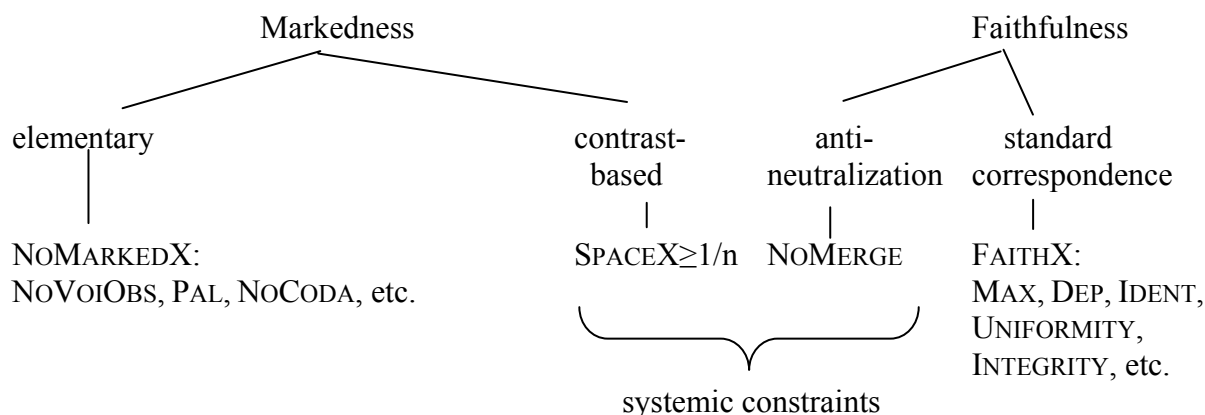 Markedness Faithfulness
elementary contrast- anti- standard
based neutralization correspondence
NOMARKEDX: SPACEX≥1/n NOMERGE FAITHX:
NOVOIOBS, PAL, NOCODA, etc. MAX, DEP, IDENT,
UNIFORMITY,
INTEGRITY, etc.
systemic constraints